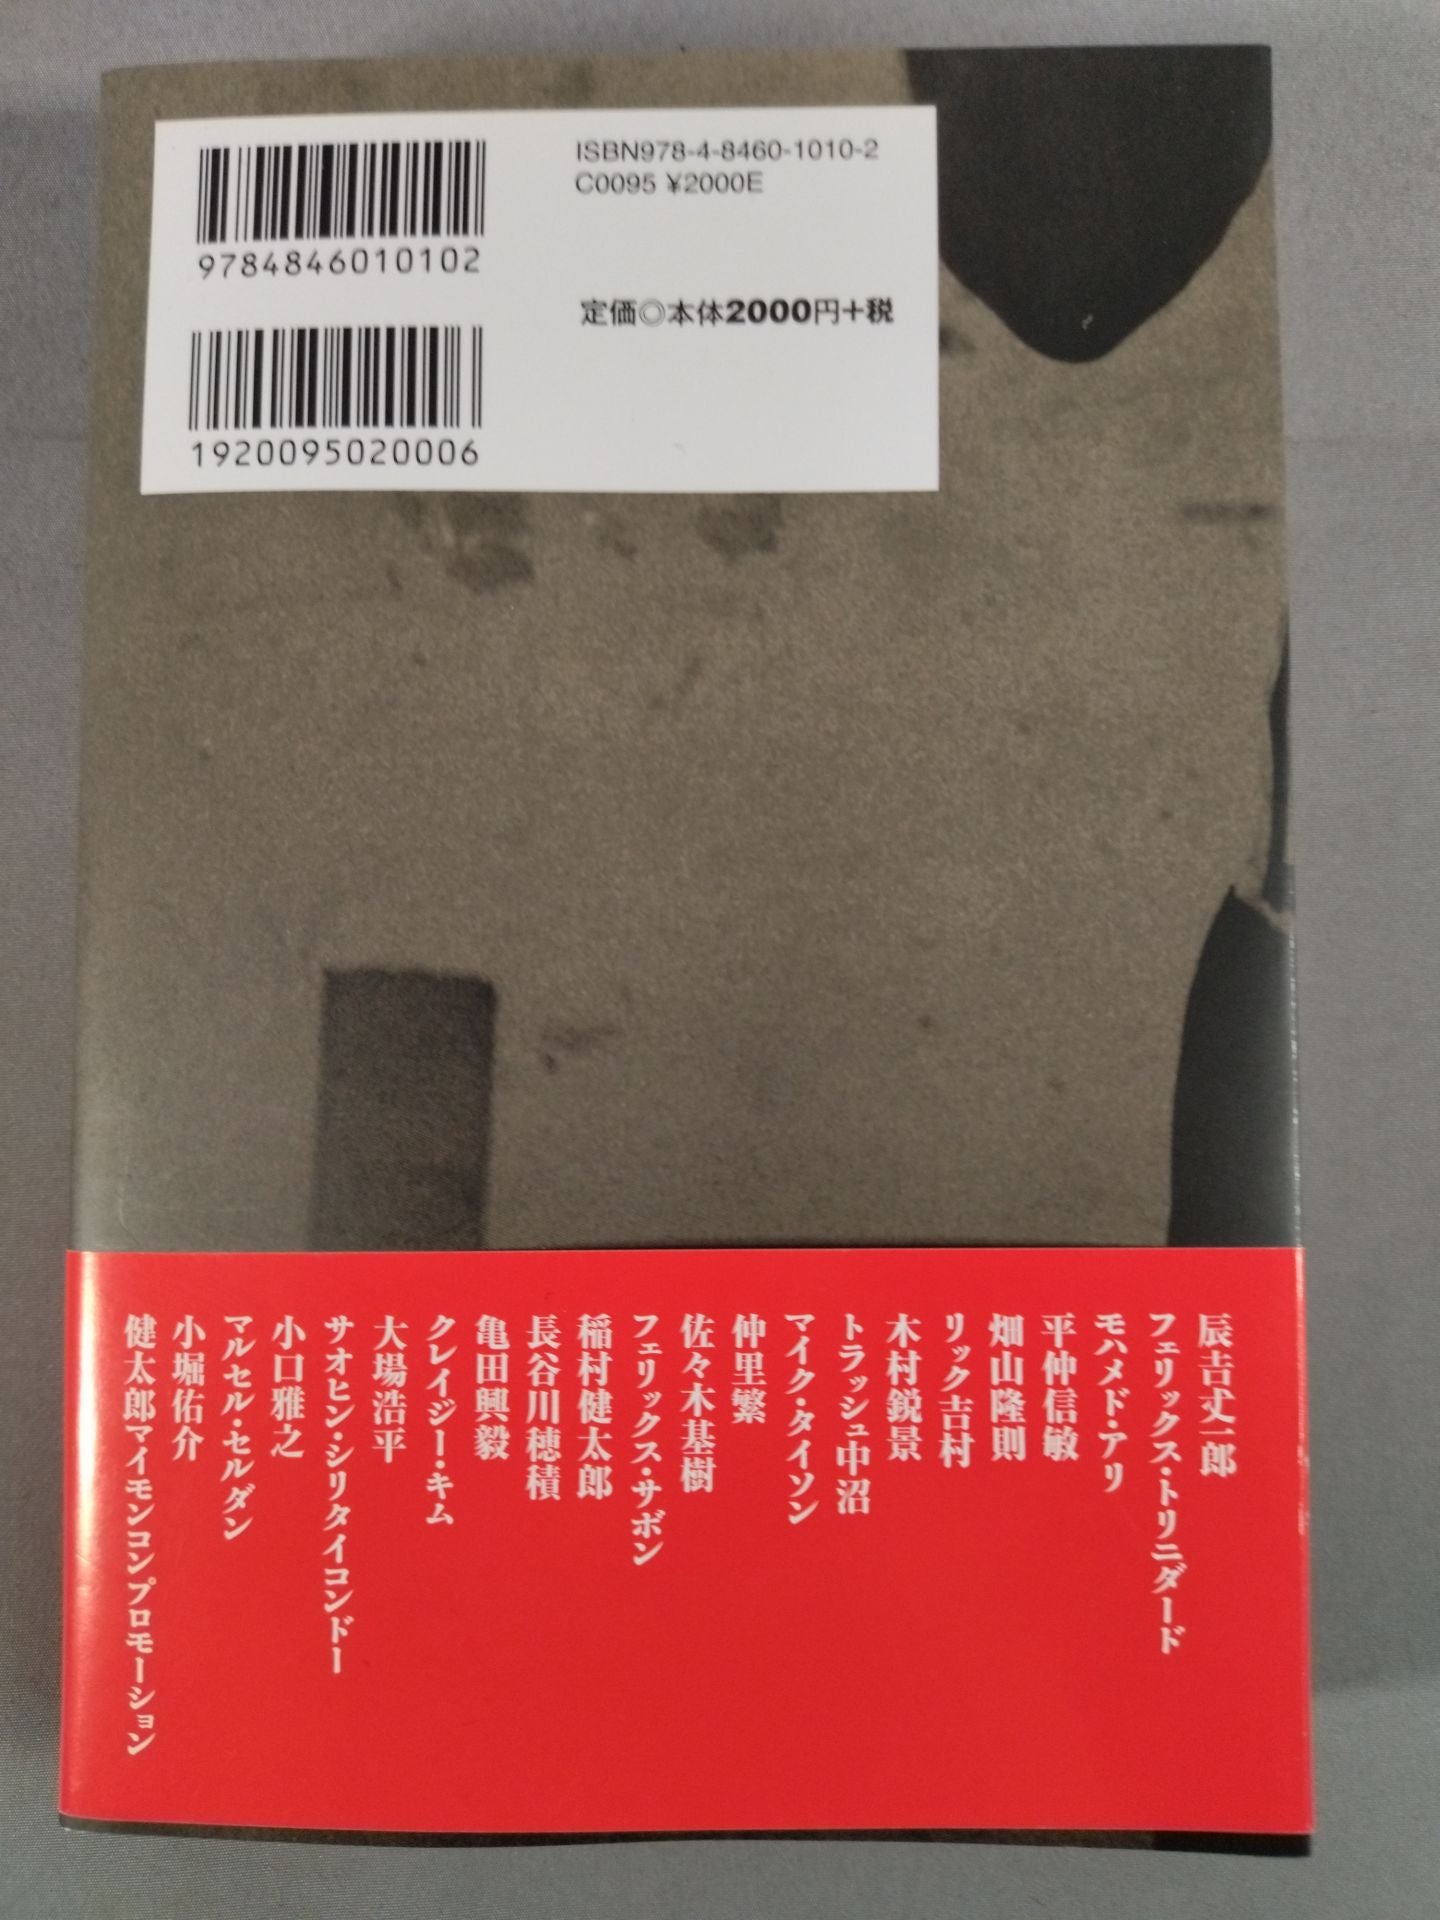 ISBN978-4-8460-1010-2
C0095 ¥2000E
9784846010102
定価◎本体2000円+税
1920095020006
辰吉丈一郎
フェリックス・トリニダード
モハメド・アリ
平仲信敏
畑山隆則
リック吉村
木村鋭景
トラッシュ中沼
マイク・タイソン
仲里繁
佐々木基樹
フェリックス・サボン
稲村健太郎
長谷川穂積
亀田興毅
クレイジー・キム
大場浩平
サオヒン・シリタイコンドー
小口雅之
マルセル・セルダン
小堀佑介
健太郎マイモンコンプロモーション